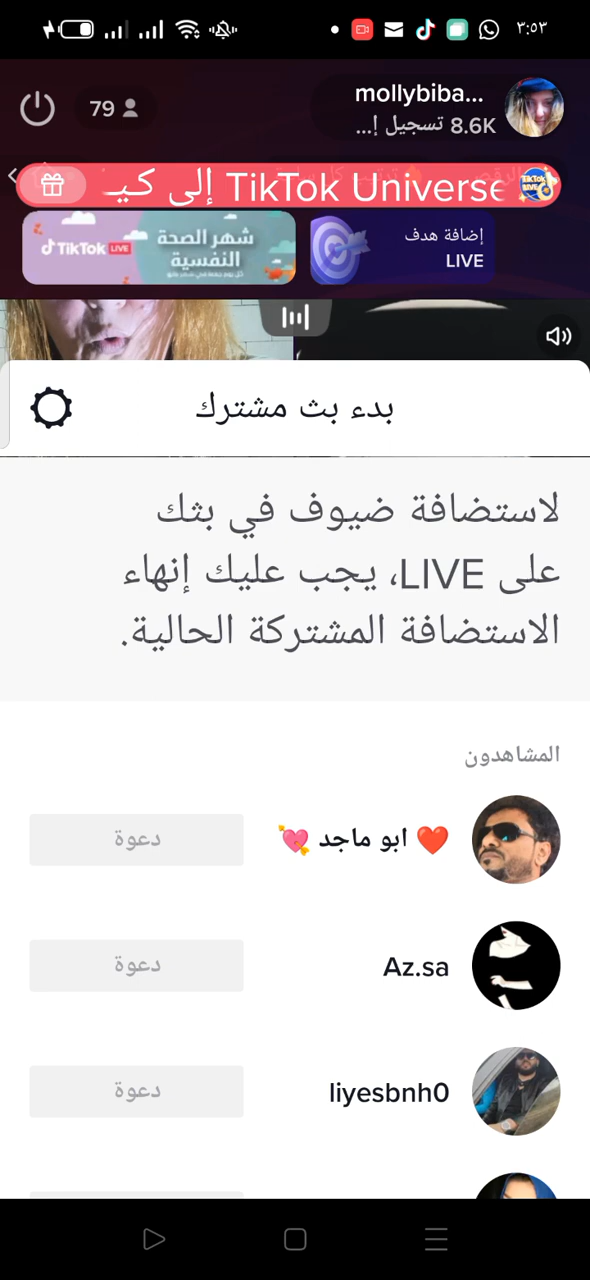 ٣:٥٣
mollybiba...
79
8.6K تسجيل إ...
TikTok Universe إلى كيـ
TikTok LIVE
شهر الصحة
النفسية
إضافة هدف
LIVE
بدء بث مشترك
لاستضافة ضيوف في بثك
على LIVE، يجب عليك إنهاء
الاستضافة المشتركة الحالية.
المشاهدون
❤️ ابو ماجد 💘
دعوة
Az.sa
دعوة
liyesbnh0
دعوة